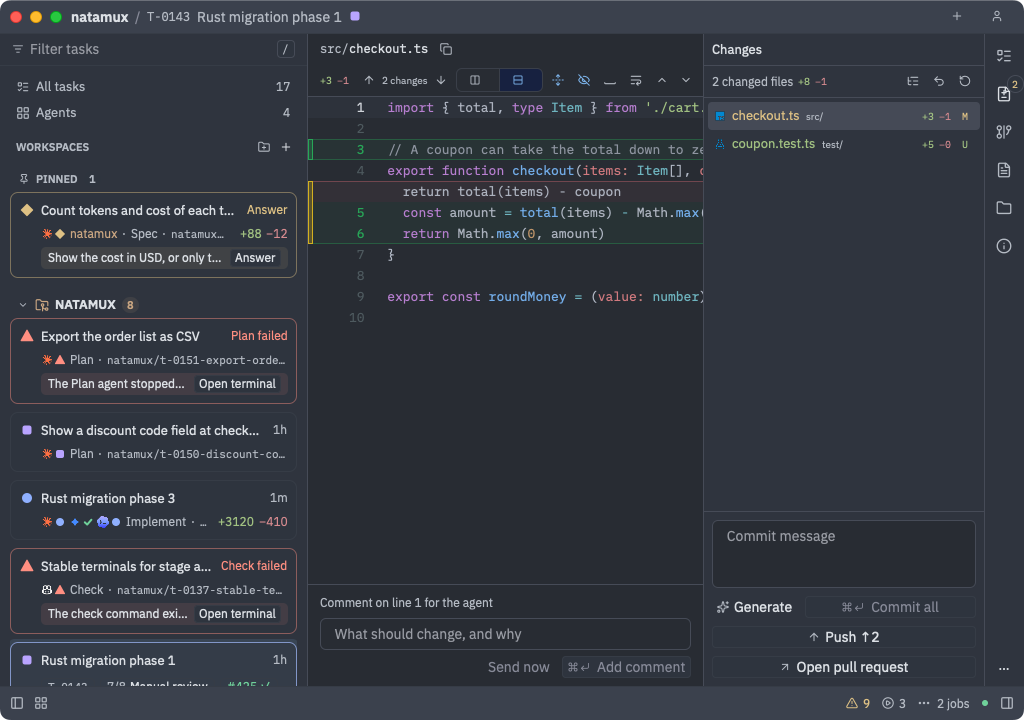 natamux / T-0143 Rust migration phase 1
Filter tasks /
All tasks 17
Agents 4
WORKSPACES
PINNED 1
Count tokens and cost of each t... Answer
natamux · Spec · natamux... +88 −12
Show the cost in USD, or only t... Answer
NATAMUX 8
Export the order list as CSV Plan failed
Plan · natamux/t-0151-export-orde…
The Plan agent stopped... Open terminal
Show a discount code field at check... 1h
Plan · natamux/t-0150-discount-co…
Rust migration phase 3 1m
Implement · … +3120 −410
Stable terminals for stage a... Check failed
Check · natamux/t-0137-stable-te…
The check command exi... Open terminal
Rust migration phase 1 1h
src/checkout.ts
+3 −1 2 changes
1 import { total, type Item } from './cart.
2
3 // A coupon can take the total down to ze
4 export function checkout(items: Item[], c
return total(items) - coupon
5 const amount = total(items) - Math.max(
6 return Math.max(0, amount)
7 }
8
9 export const roundMoney = (value: number)
10
Comment on line 1 for the agent
What should change, and why
Send now ⌘↵ Add comment
Changes
2 changed files +8 −1
checkout.ts src/ +3 −1 M
coupon.test.ts test/ +5 −0 U
Commit message
Generate ⌘↵ Commit all
↑ Push ↑2
↗ Open pull request
2
9 3 ··· 2 jobs